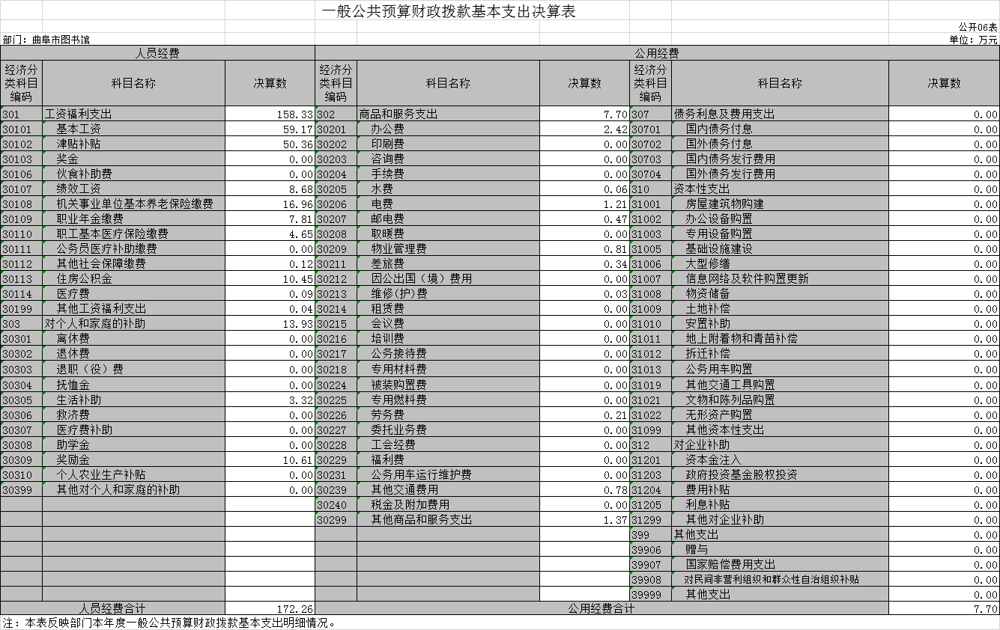 一般公共预算财政拨款基本支出决算表
公开06表
部门：曲阜市图书馆 单位：万元
人员经费 公用经费
经济分类科目编码 科目名称 决算数 经济分类科目编码 科目名称 决算数 经济分类科目编码 科目名称 决算数
301 工资福利支出 158.33 302 商品和服务支出 7.70 307 债务利息及费用支出 0.00
30101 基本工资 59.17 30201 办公费 2.42 30701 国内债务付息 0.00
30102 津贴补贴 50.36 30202 印刷费 0.00 30702 国外债务付息 0.00
30103 奖金 0.00 30203 咨询费 0.00 30703 国内债务发行费用 0.00
30106 伙食补助费 0.00 30204 手续费 0.00 30704 国外债务发行费用 0.00
30107 绩效工资 8.68 30205 水费 0.06 310 资本性支出 0.00
30108 机关事业单位基本养老保险缴费 16.96 30206 电费 1.21 31001 房屋建筑物购建 0.00
30109 职业年金缴费 7.81 30207 邮电费 0.47 31002 办公设备购置 0.00
30110 职工基本医疗保险缴费 4.65 30208 取暖费 0.00 31003 专用设备购置 0.00
30111 公务员医疗补助缴费 0.00 30209 物业管理费 0.81 31005 基础设施建设 0.00
30112 其他社会保障缴费 0.12 30211 差旅费 0.34 31006 大型修缮 0.00
30113 住房公积金 10.45 30212 因公出国（境）费用 0.00 31007 信息网络及软件购置更新 0.00
30114 医疗费 0.09 30213 维修(护)费 0.03 31008 物资储备 0.00
30199 其他工资福利支出 0.04 30214 租赁费 0.00 31009 土地补偿 0.00
303 对个人和家庭的补助 13.93 30215 会议费 0.00 31010 安置补助 0.00
30301 离休费 0.00 30216 培训费 0.00 31011 地上附着物和青苗补偿 0.00
30302 退休费 0.00 30217 公务接待费 0.00 31012 拆迁补偿 0.00
30303 退职（役）费 0.00 30218 专用材料费 0.00 31013 公务用车购置 0.00
30304 抚恤金 0.00 30224 被装购置费 0.00 31019 其他交通工具购置 0.00
30305 生活补助 3.32 30225 专用燃料费 0.00 31021 文物和陈列品购置 0.00
30306 救济费 0.00 30226 劳务费 0.21 31022 无形资产购置 0.00
30307 医疗费补助 0.00 30227 委托业务费 0.00 31099 其他资本性支出 0.00
30308 助学金 0.00 30228 工会经费 0.00 312 对企业补助 0.00
30309 奖励金 10.61 30229 福利费 0.00 31201 资本金注入 0.00
30310 个人农业生产补贴 0.00 30231 公务用车运行维护费 0.00 31203 政府投资基金股权投资 0.00
30399 其他对个人和家庭的补助 0.00 30239 其他交通费用 0.78 31204 费用补贴 0.00
30240 税金及附加费用 0.00 31205 利息补贴 0.00
30299 其他商品和服务支出 1.37 31299 其他对企业补助 0.00
399 其他支出 0.00
39906 赠与 0.00
39907 国家赔偿费用支出 0.00
39908 对民间非营利组织和群众性自治组织补贴 0.00
39999 其他支出 0.00
人员经费合计 172.26 公用经费合计 7.70
注：本表反映部门本年度一般公共预算财政拨款基本支出明细情况。